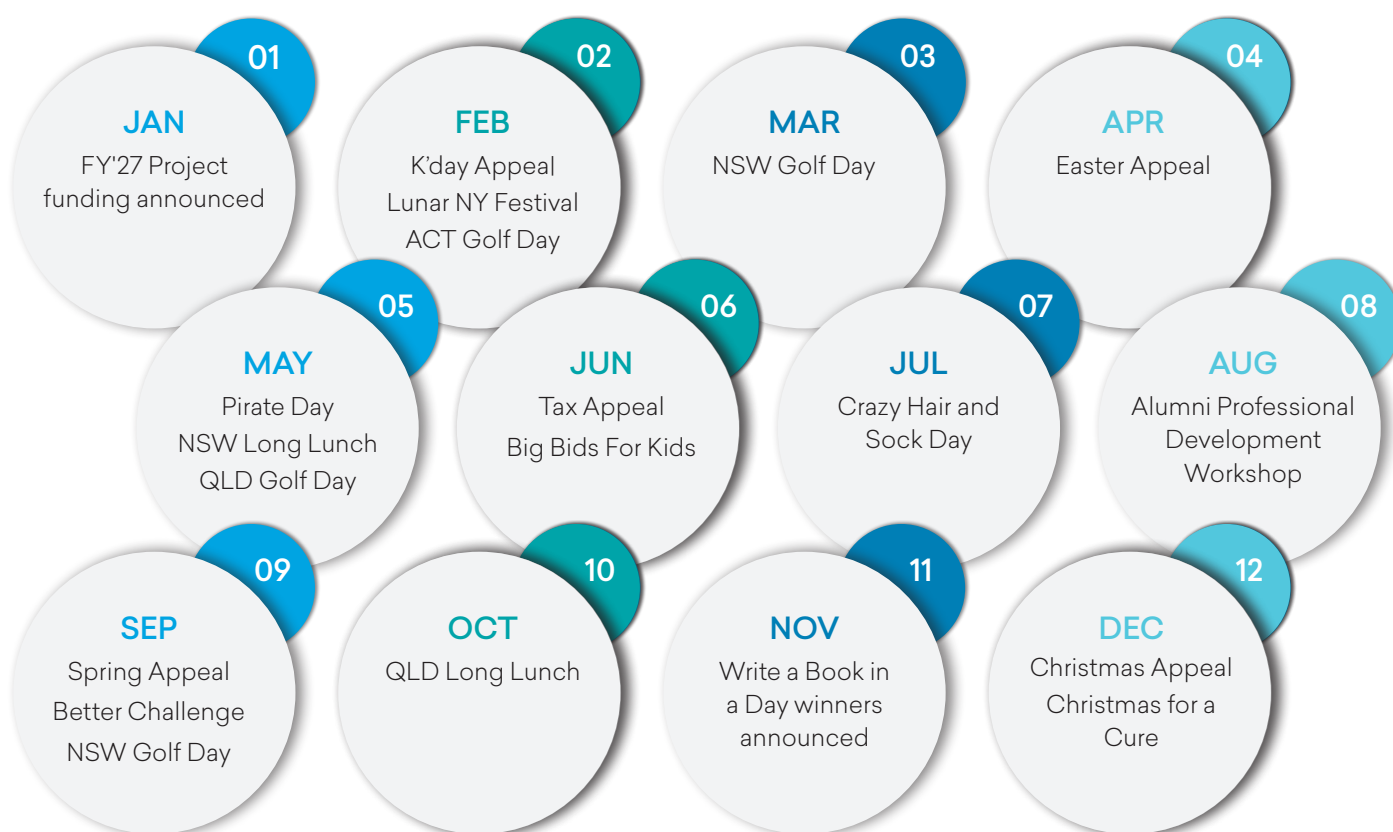 01
JAN
FY'27 Project
funding announced
02
FEB
K'day Appeal
Lunar NY Festival
ACT Golf Day
03
MAR
NSW Golf Day
04
APR
Easter Appeal
05
MAY
Pirate Day
NSW Long Lunch
QLD Golf Day
06
JUN
Tax Appeal
Big Bids For Kids
07
JUL
Crazy Hair and
Sock Day
08
AUG
Alumni Professional
Development
Workshop
09
SEP
Spring Appeal
Better Challenge
NSW Golf Day
10
OCT
QLD Long Lunch
11
NOV
Write a Book in
a Day winners
announced
12
DEC
Christmas Appeal
Christmas for a
Cure